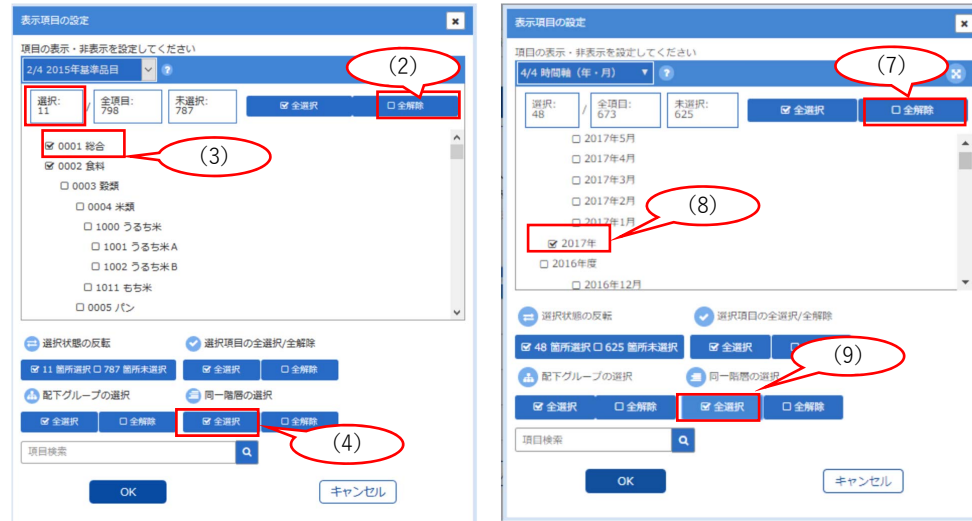 表示項目の設定
項目の表示・非表示を設定してください
2/4 2015年基準品目
?
(2)
選択:
11
/
全項目:
798
未選択:
787
全選択
全解除
0001 総合
(3)
0002 食料
0003 穀類
0004 米類
1000 うるち米
1001 うるち米A
1002 うるち米B
1011 もち米
0005 パン
選択状態の反転
選択項目の全選択/全解除
11 箇所選択 787 箇所未選択
全選択
全解除
配下グループの選択
同一階層の選択
全選択
全解除
全選択
全解除
(4)
項目検索
OK
キャンセル
表示項目の設定
項目の表示・非表示を設定してください
4/4 時間軸（年・月）
?
(7)
選択:
48
/
全項目:
673
未選択:
625
全選択
全解除
2017年5月
2017年4月
2017年3月
2017年2月
2017年1月
(8)
2017年
2016年度
2016年12月
選択状態の反転
選択項目の全選択/全解除
48 箇所選択 625 箇所未選択
全選択
(9)
配下グループの選択
同一階層の選択
全選択
全解除
全選択
全解除
項目検索
OK
キャンセル